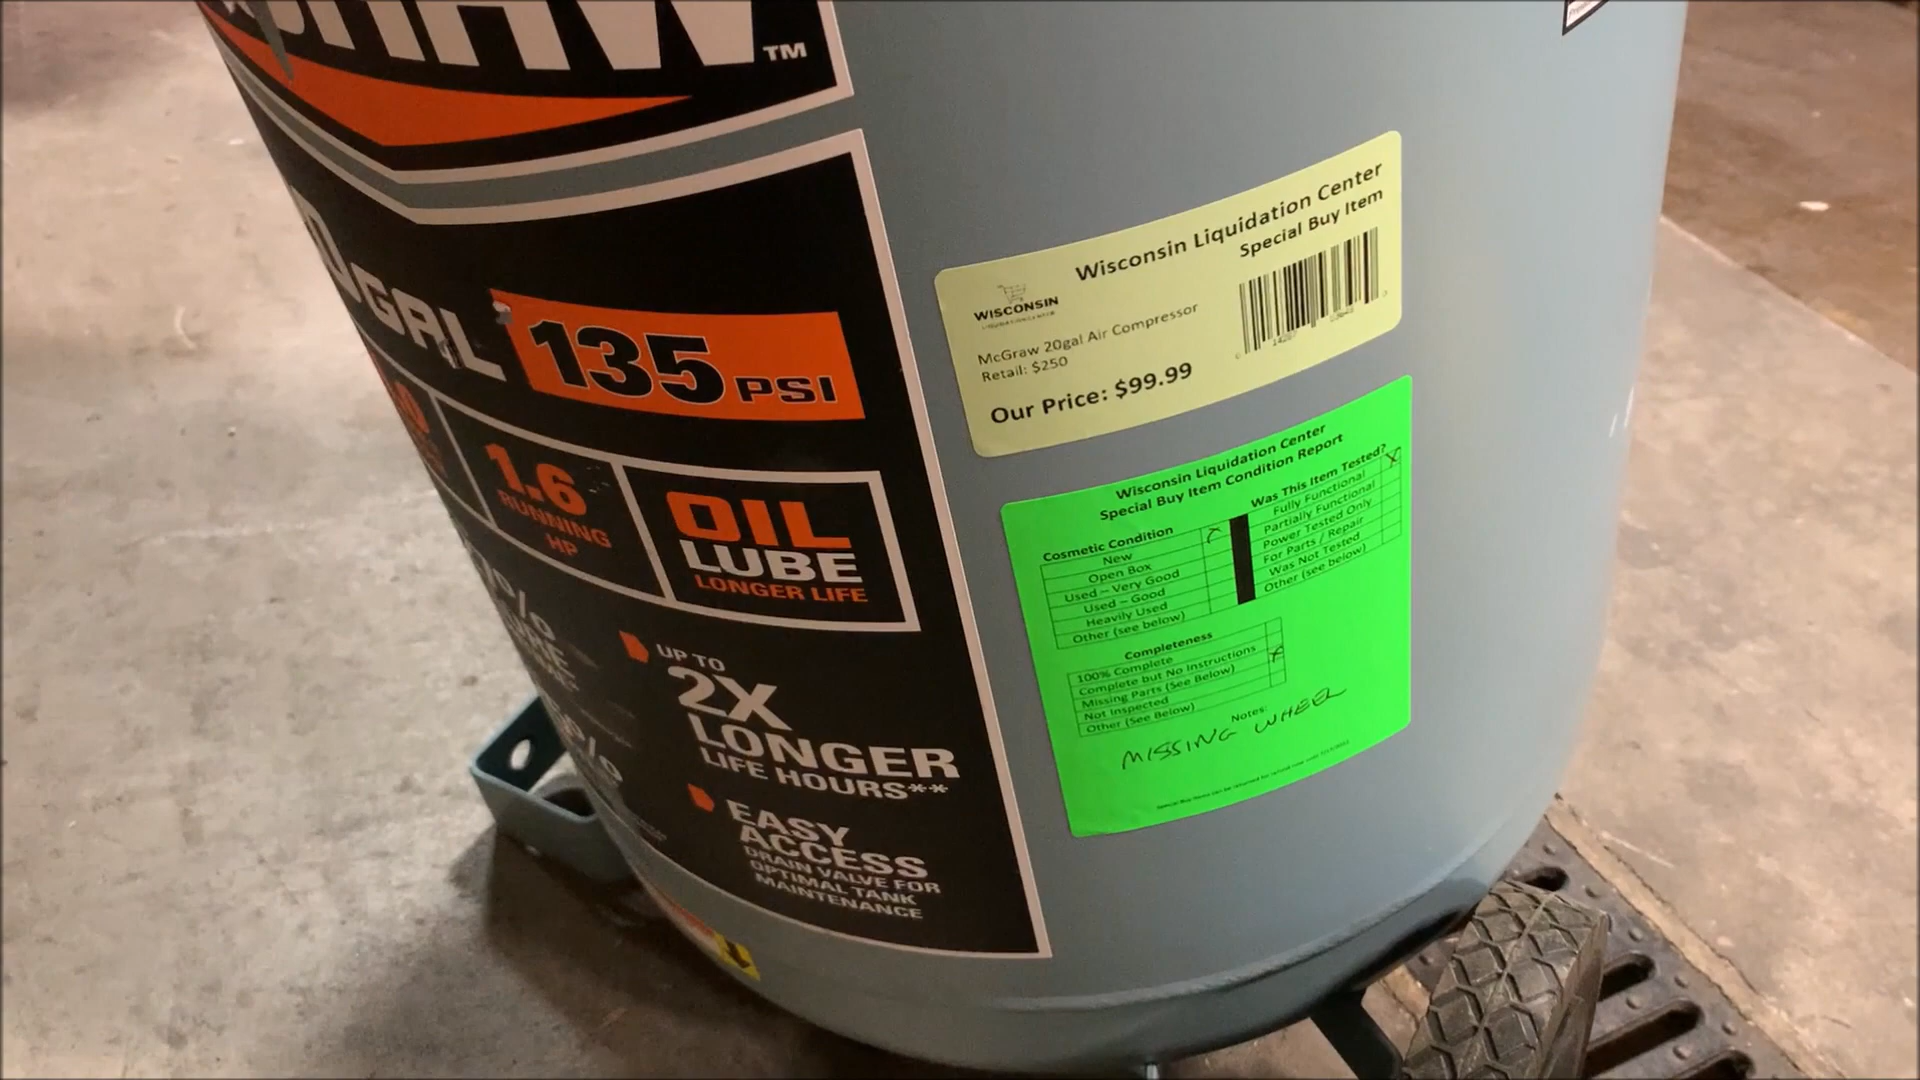 ™
GAL
135 PSI
1.6
RUNNING
HP
OIL
LUBE
LONGER LIFE
UP TO
2X
LONGER
LIFE HOURS**
EASY
ACCESS
DRAIN VALVE FOR
OPTIMAL TANK
MAINTENANCE
Wisconsin Liquidation Center
Special Buy Item
WISCONSIN
McGraw 20gal Air Compressor
Retail: $250
Our Price: $99.99
Wisconsin Liquidation Center
Special Buy Item Condition Report
Cosmetic Condition
New
Open Box
Used – Very Good
Used – Good
Heavily Used
Other (see below)
Was This Item Tested?
Fully Functional
Partially Functional
Power Tested Only
For Parts / Repair
Was Not Tested
Other (see below)
Completeness
100% Complete
Complete but No Instructions
Missing Parts (See Below)
Not Inspected
Other (See Below)
Notes:
MISSING WHEEL